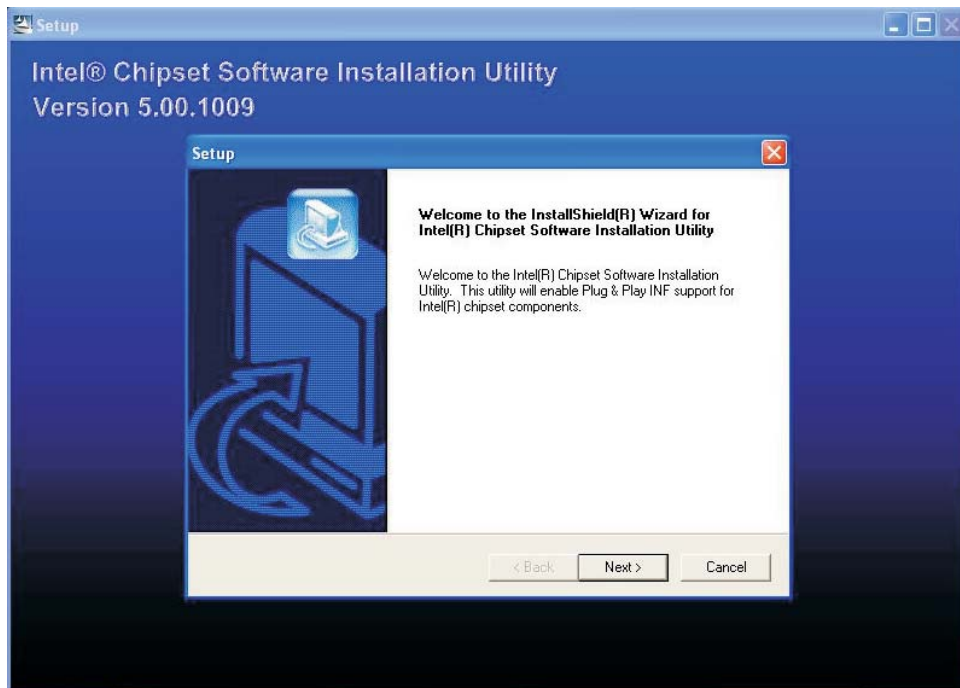 Setup
Intel® Chipset Software Installation Utility
Version 5.00.1009
Setup
Welcome to the InstallShield(R) Wizard for
Intel(R) Chipset Software Installation Utility
Welcome to the Intel(R) Chipset Software Installation
Utility. This utility will enable Plug & Play INF support for
Intel(R) chipset components.
< Back
Next >
Cancel